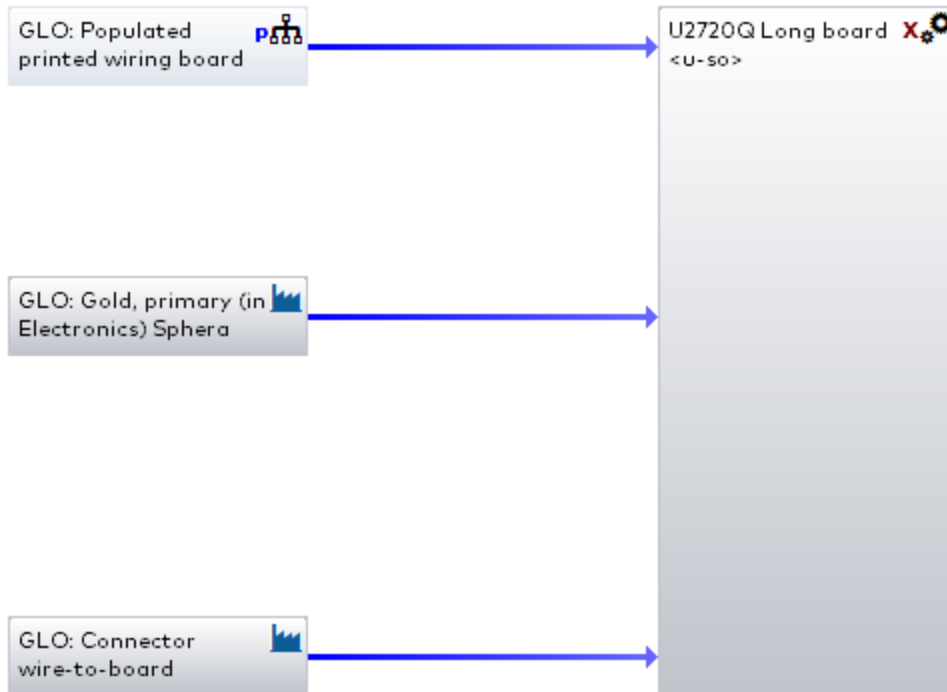 GLO: Populated
printed wiring board
p
U2720Q Long board
X
<u-so>
GLO: Gold, primary (in
Electronics) Sphera
GLO: Connector
wire-to-board